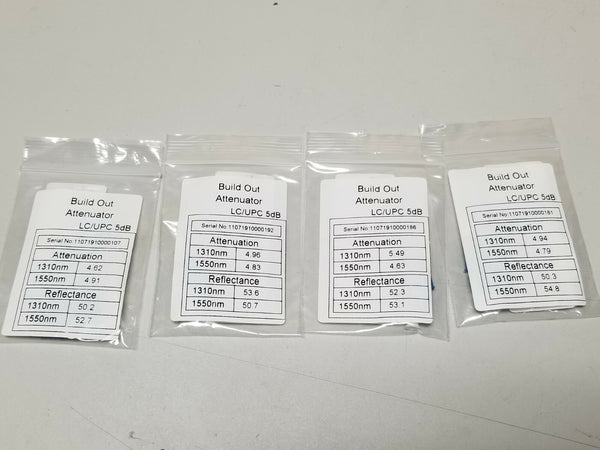 Build Out
Attenuator
LC/UPC 5dB
Serial No:11071910000107
Attenuation
1310nm 4.62
1550nm 4.91
Reflectance
1310nm 50.2
1550nm 52.7
Build Out
Attenuator
LC/UPC 5dB
Serial No:11071910000192
Attenuation
1310nm 4.96
1550nm 4.83
Reflectance
1310nm 53.6
1550nm 50.7
Build Out
Attenuator
LC/UPC 5dB
Serial No:11071910000186
Attenuation
1310nm 5.49
1550nm 4.63
Reflectance
1310nm 52.3
1550nm 53.1
Build Out
Attenuator
LC/UPC 5dB
Serial No:11071910000181
Attenuation
1310nm 4.94
1550nm 4.79
Reflectance
1310nm 50.3
1550nm 54.8